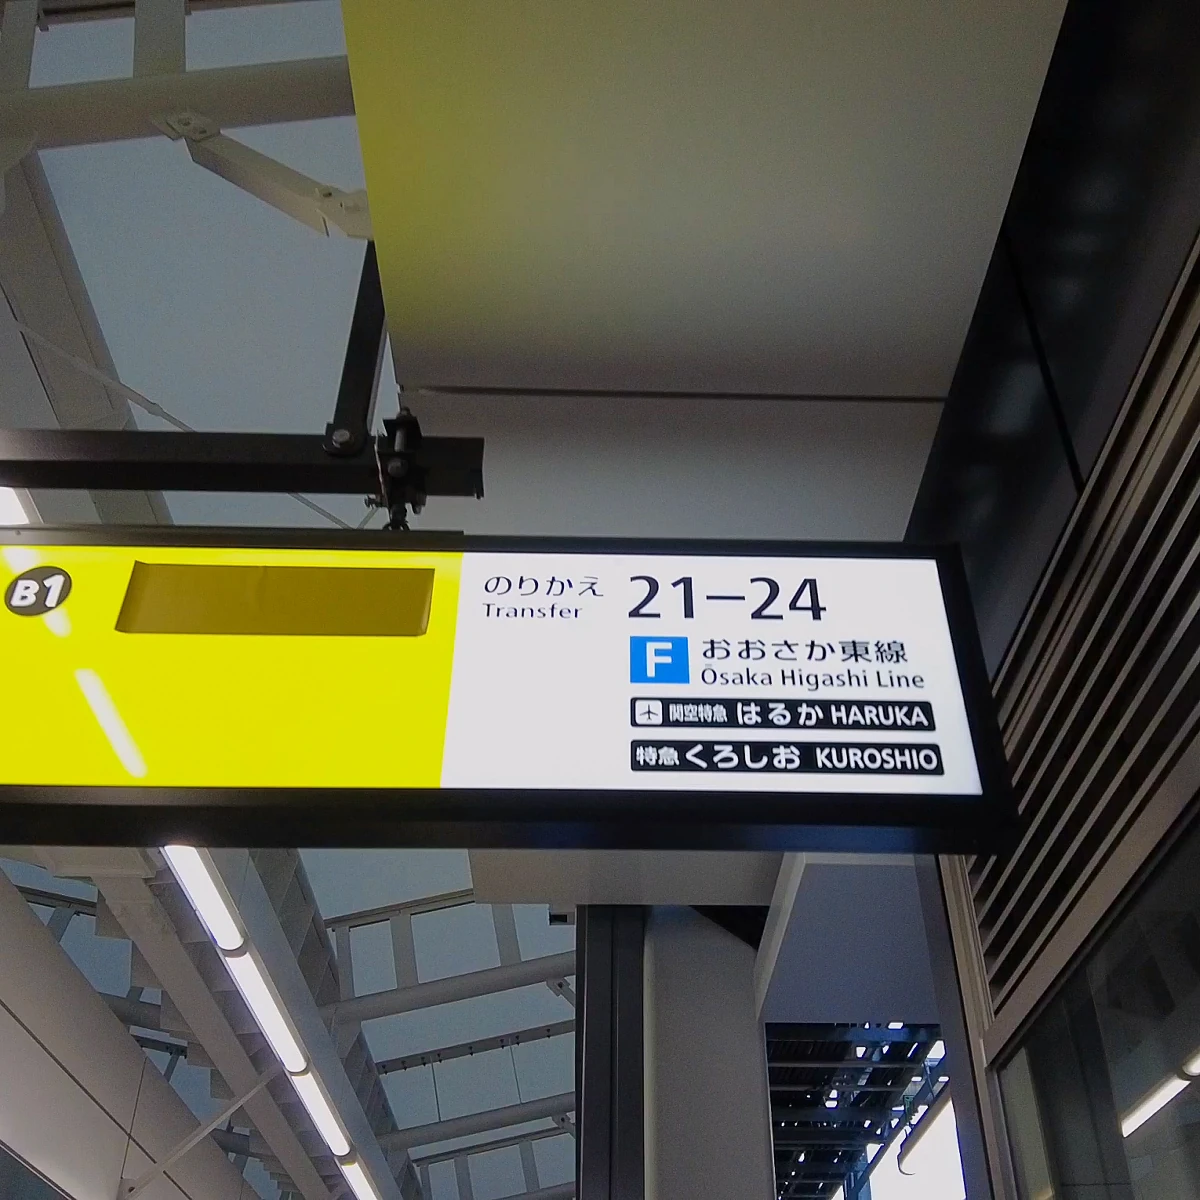 B1
のりかえ 21-24
Transfer
F おおさか東線
Ōsaka Higashi Line
関空特急 はるか HARUKA
特急 くろしお KUROSHIO